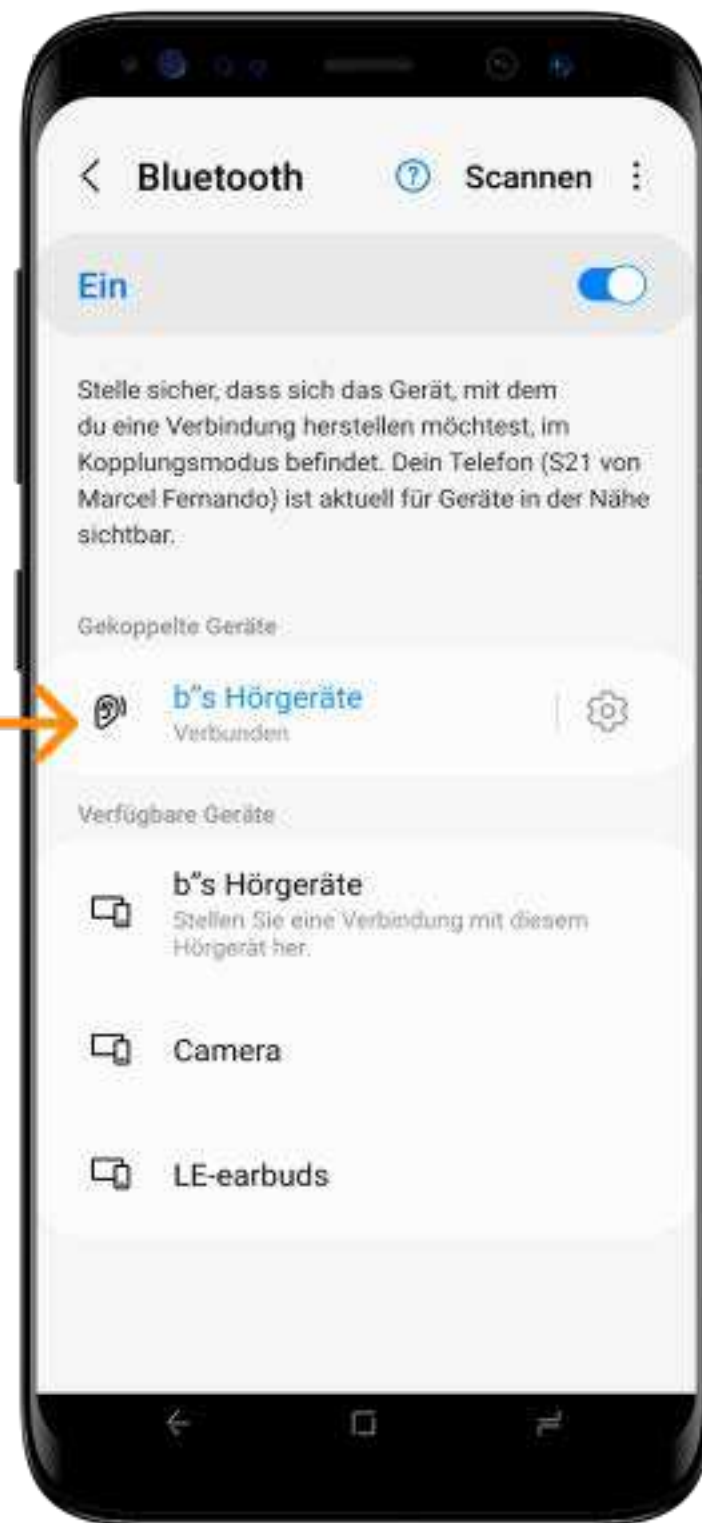 Bluetooth
Scannen
Ein
Stelle sicher, dass sich das Gerät, mit dem
du eine Verbindung herstellen möchtest, im
Kopplungsmodus befindet. Dein Telefon (S21 von
Marcel Fernando) ist aktuell für Geräte in der Nähe
sichtbar.
Gekoppelte Geräte
b"s Hörgeräte
Verbunden
Verfügbare Geräte
b"s Hörgeräte
Stellen Sie eine Verbindung mit diesem
Hörgerät her.
Camera
LE-earbuds